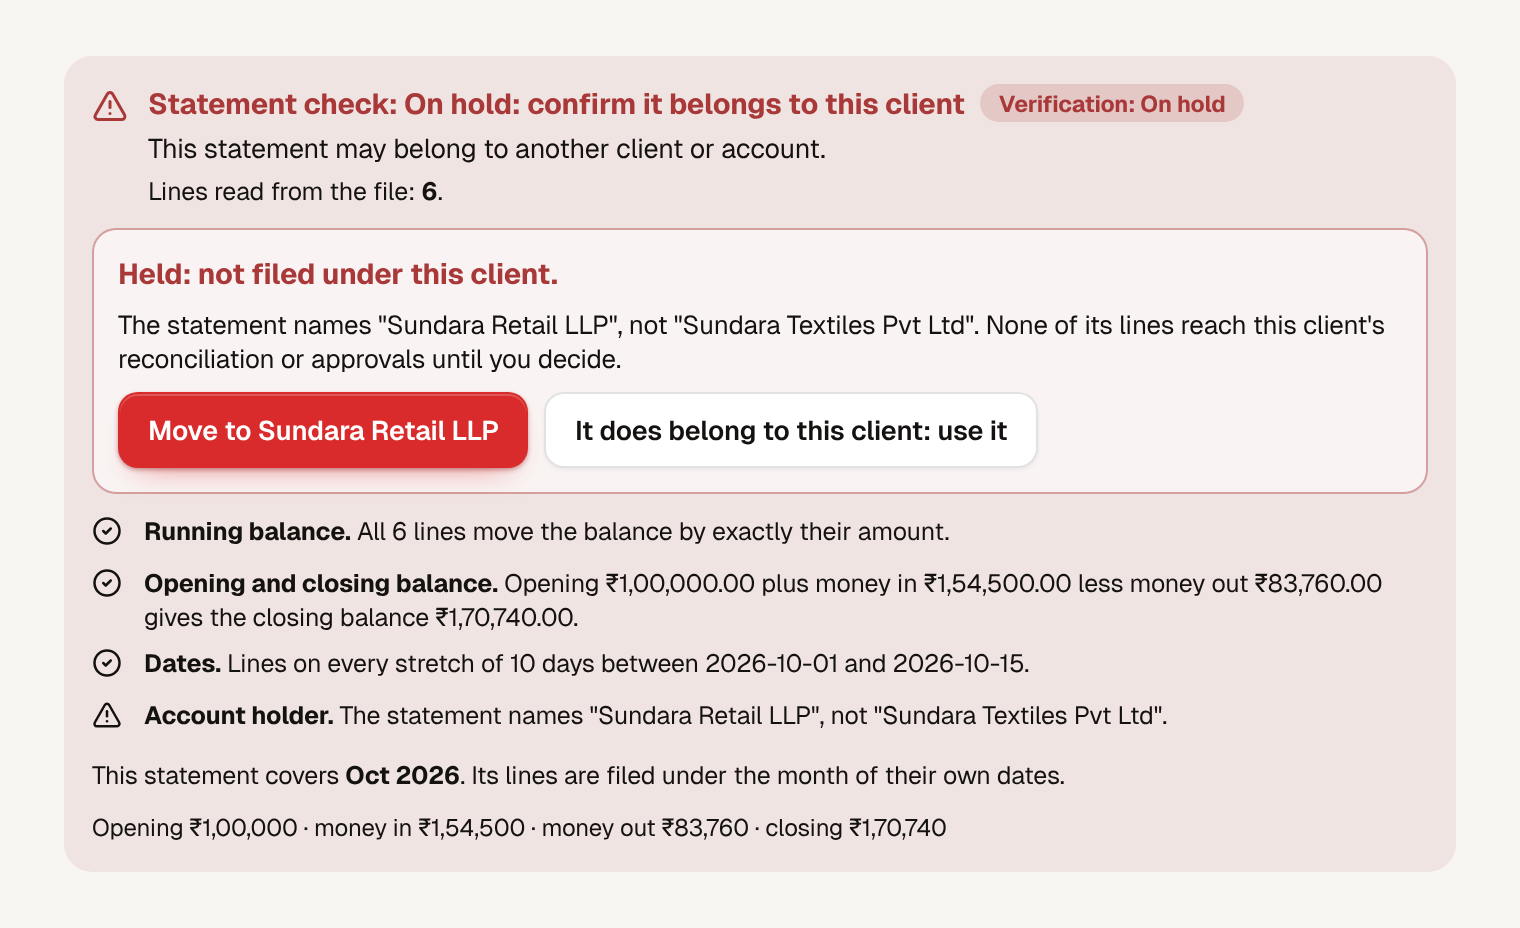 Statement check: On hold: confirm it belongs to this client
Verification: On hold
This statement may belong to another client or account.
Lines read from the file: 6.
Held: not filed under this client.
The statement names "Sundara Retail LLP", not "Sundara Textiles Pvt Ltd". None of its lines reach this client's
reconciliation or approvals until you decide.
Move to Sundara Retail LLP
It does belong to this client: use it
Running balance. All 6 lines move the balance by exactly their amount.
Opening and closing balance. Opening ₹1,00,000.00 plus money in ₹1,54,500.00 less money out ₹83,760.00
gives the closing balance ₹1,70,740.00.
Dates. Lines on every stretch of 10 days between 2026-10-01 and 2026-10-15.
Account holder. The statement names "Sundara Retail LLP", not "Sundara Textiles Pvt Ltd".
This statement covers Oct 2026. Its lines are filed under the month of their own dates.
Opening ₹1,00,000 · money in ₹1,54,500 · money out ₹83,760 · closing ₹1,70,740